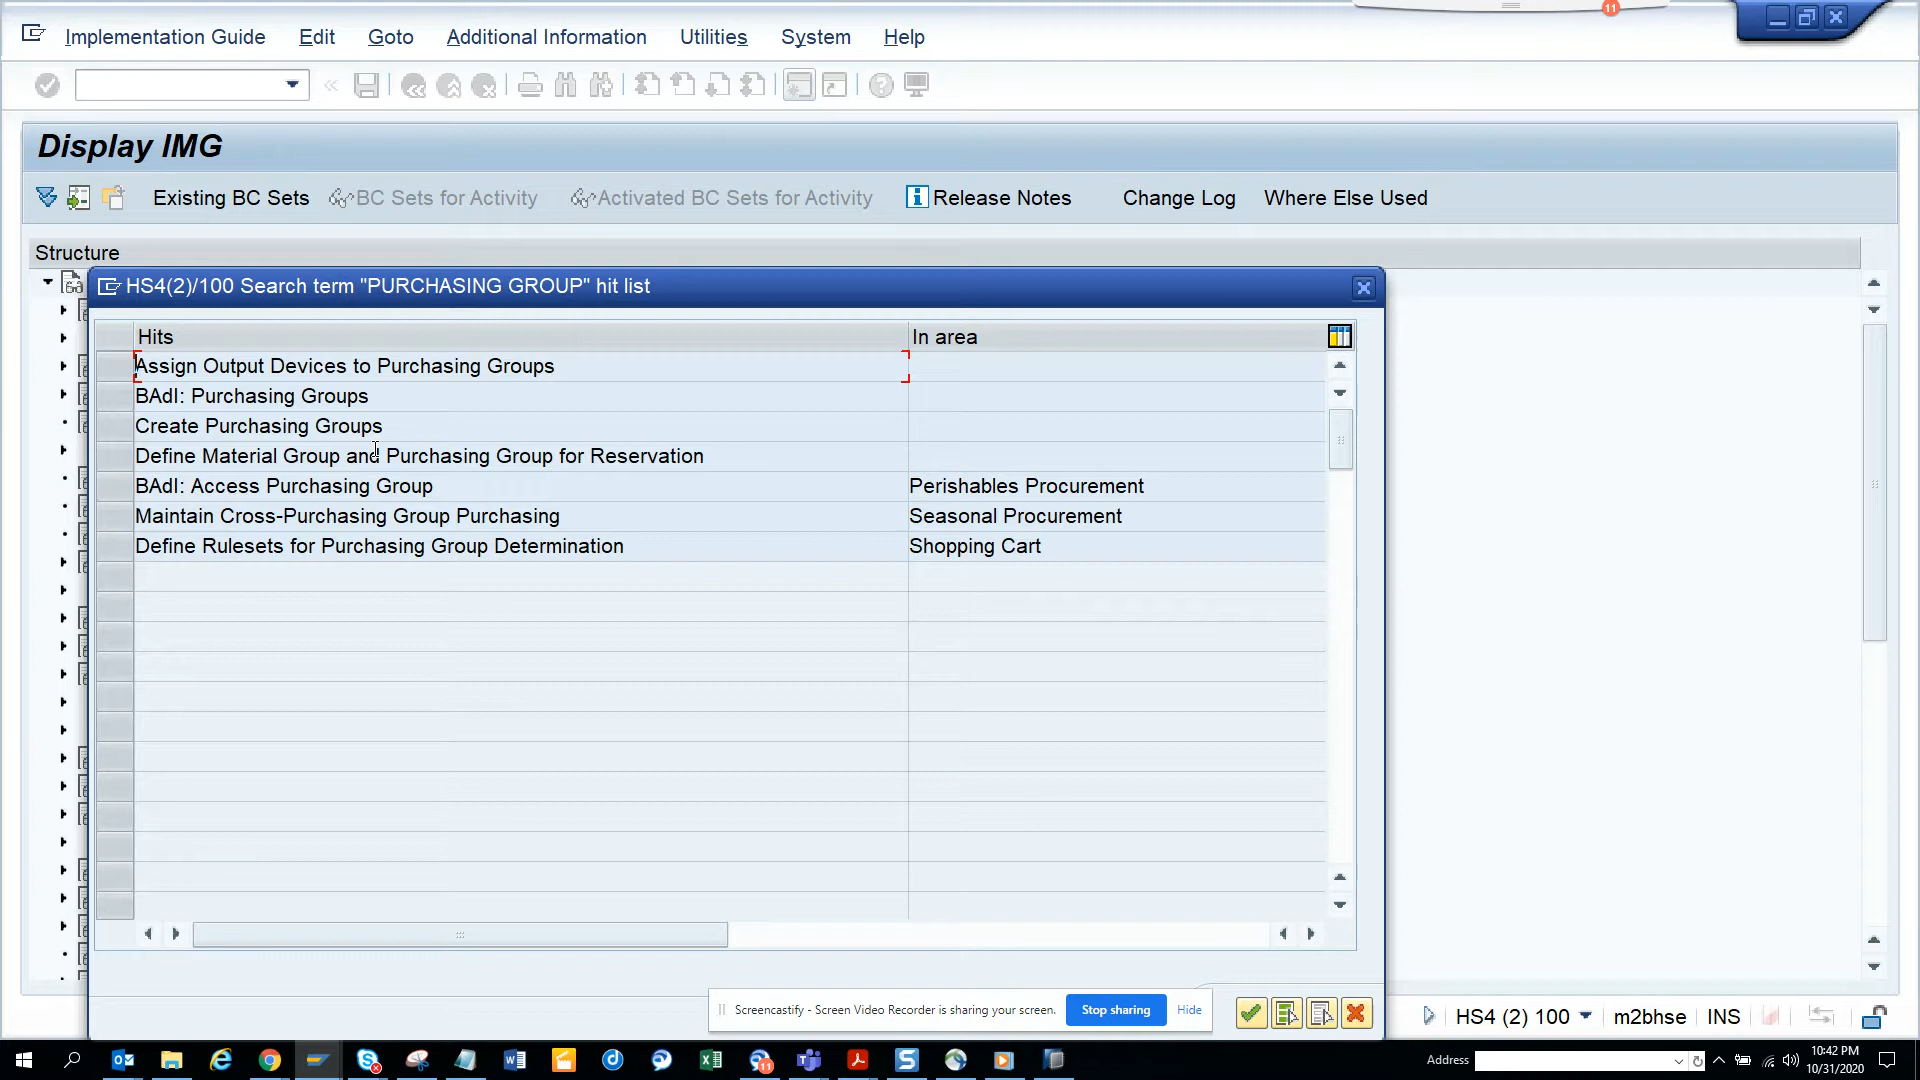 11
Implementation Guide Edit Goto Additional Information Utilities System Help
Display IMG
Existing BC Sets BC Sets for Activity Activated BC Sets for Activity Release Notes Change Log Where Else Used
Structure
HS4(2)/100 Search term "PURCHASING GROUP" hit list
Hits In area
Assign Output Devices to Purchasing Groups
BAdI: Purchasing Groups
Create Purchasing Groups
Define Material Group and Purchasing Group for Reservation
BAdI: Access Purchasing Group Perishables Procurement
Maintain Cross-Purchasing Group Purchasing Seasonal Procurement
Define Rulesets for Purchasing Group Determination Shopping Cart
Screencastify - Screen Video Recorder is sharing your screen. Stop sharing Hide
HS4 (2) 100 m2bhse INS
Address
11
10:42 PM
10/31/2020